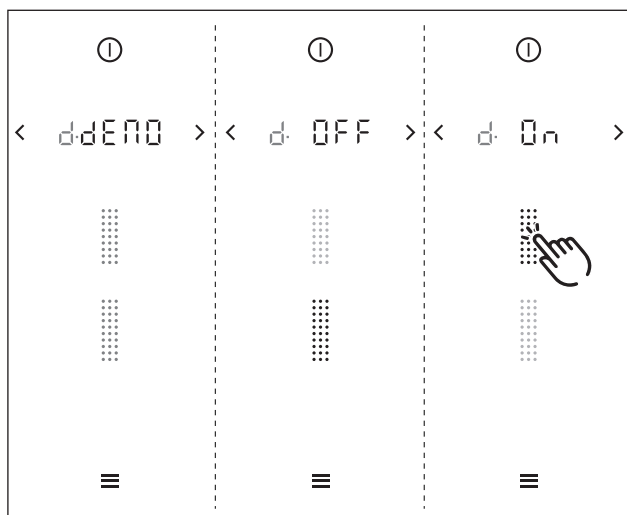 < d.dEMO >
< d. OFF >
< d. On >